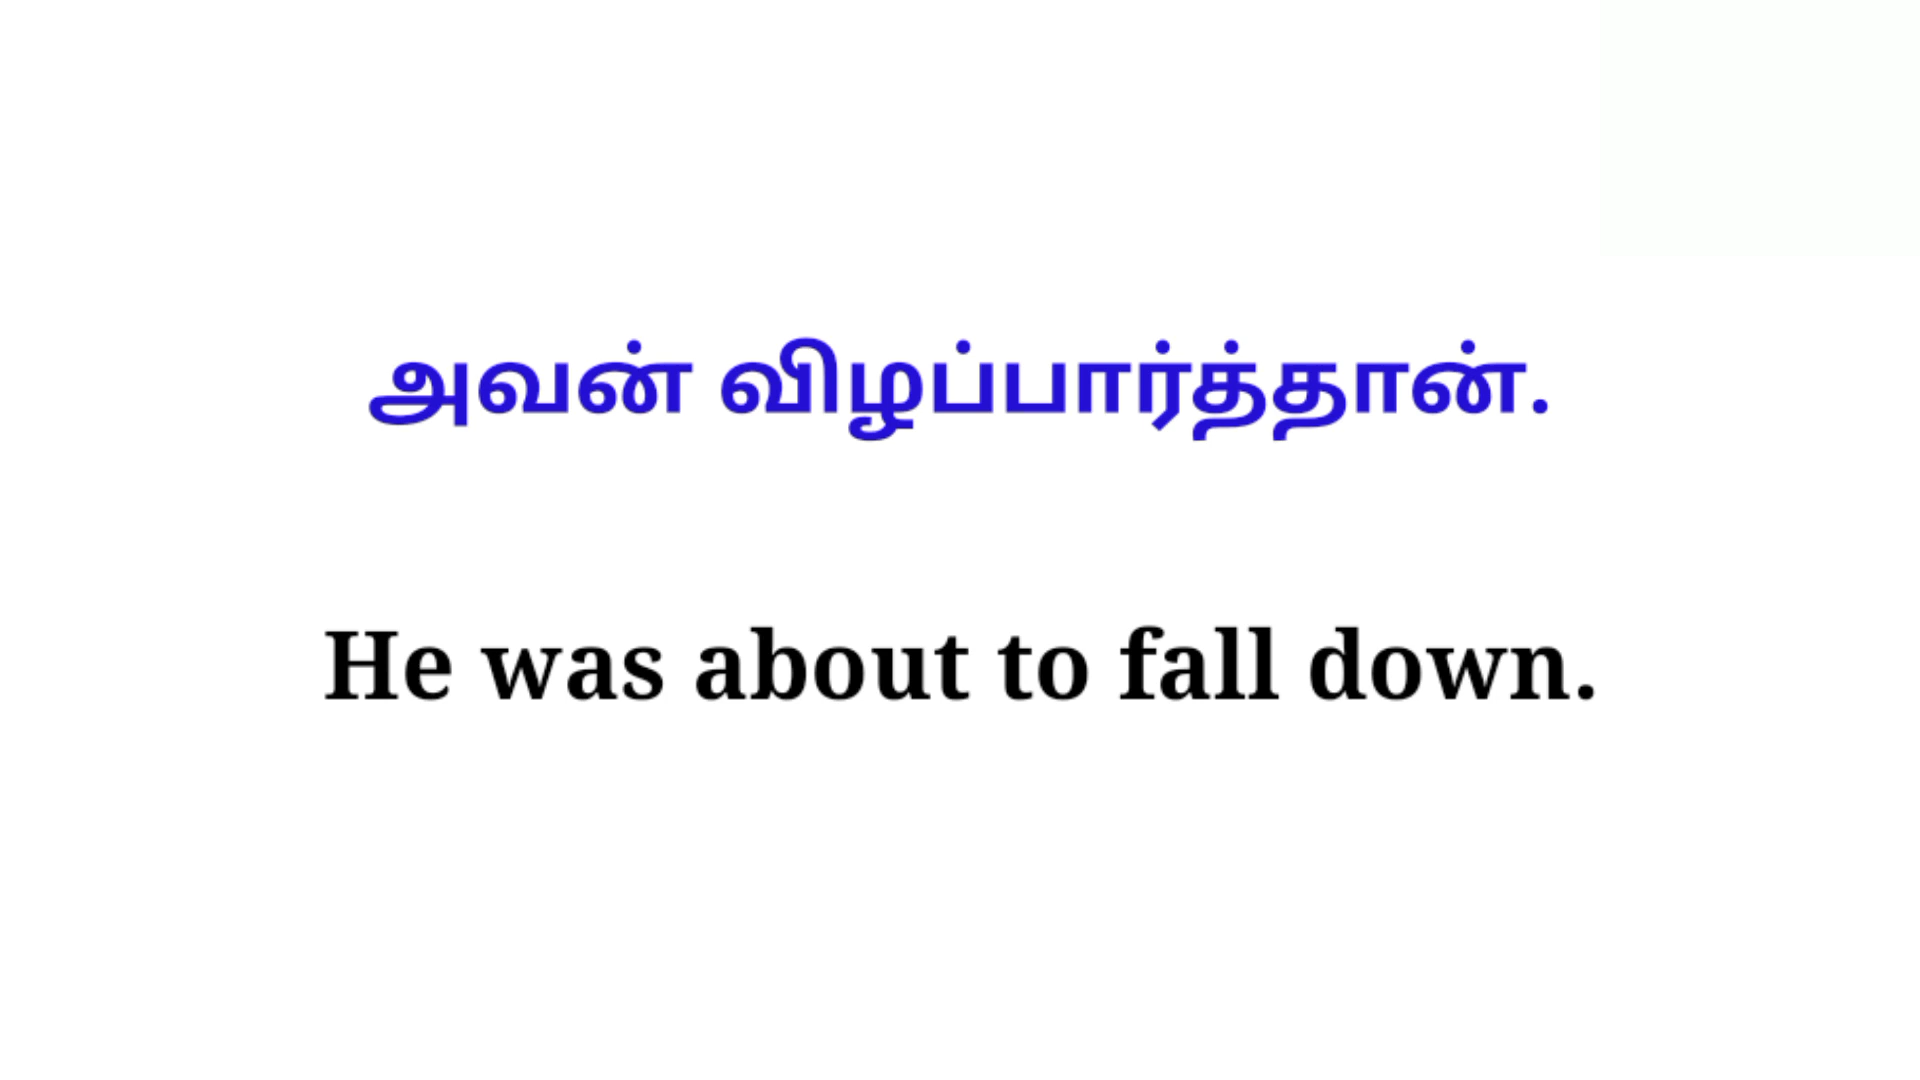 அவன் விழப்பார்த்தான்.
He was about to fall down.